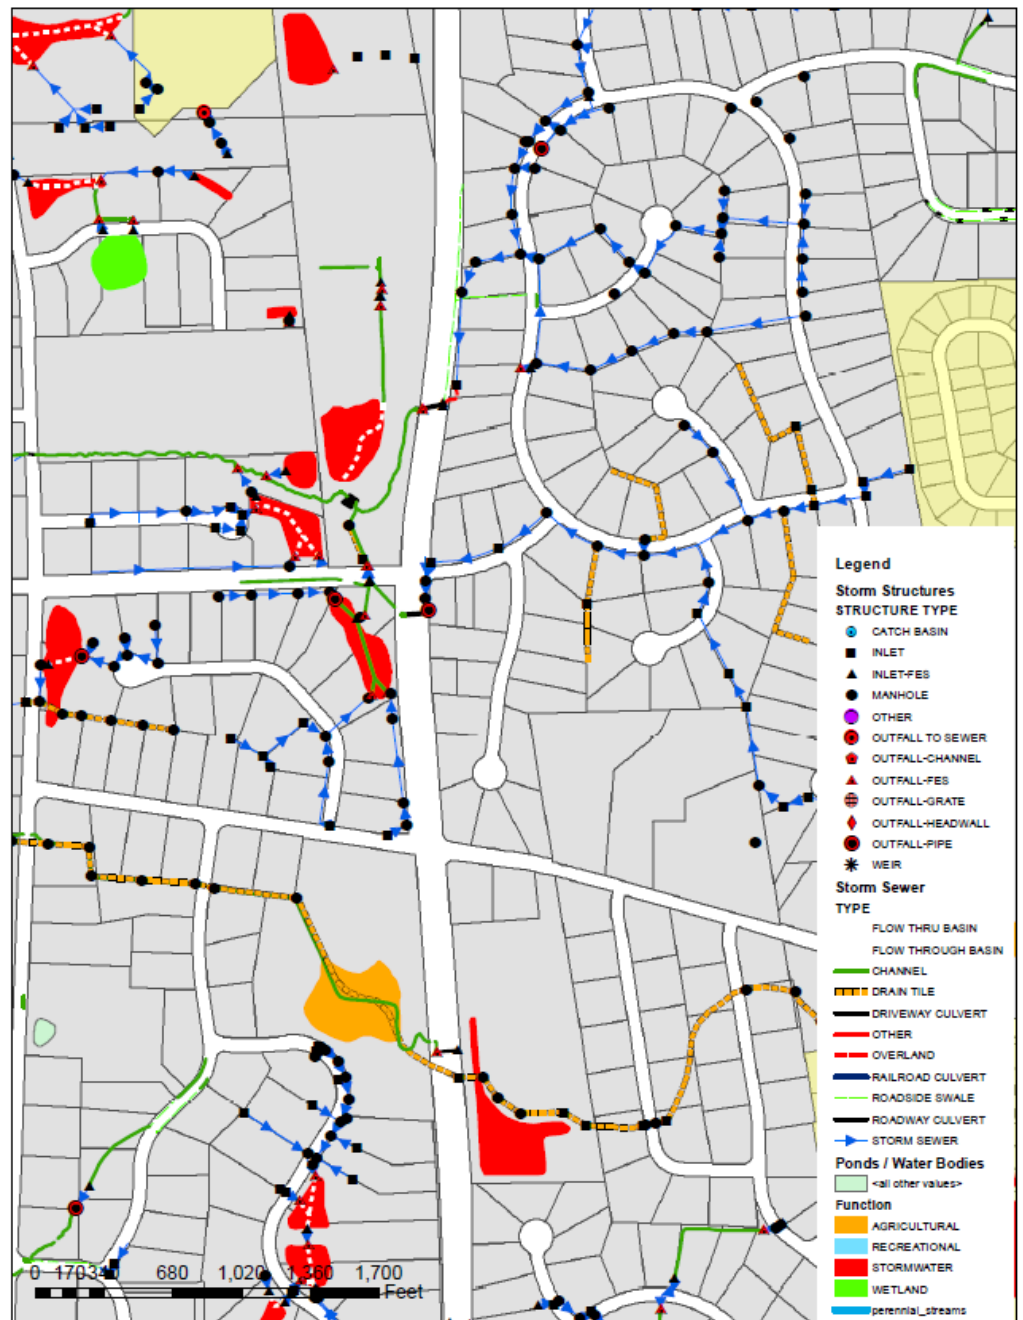 Legend
Storm Structures
STRUCTURE TYPE
CATCH BASIN
INLET
INLET-FES
MANHOLE
OTHER
OUTFALL TO SEWER
OUTFALL-CHANNEL
OUTFALL-FES
OUTFALL-GRATE
OUTFALL-HEADWALL
OUTFALL-PIPE
WEIR
Storm Sewer
TYPE
FLOW THRU BASIN
FLOW THROUGH BASIN
CHANNEL
DRAIN TILE
DRIVEWAY CULVERT
OTHER
OVERLAND
RAILROAD CULVERT
ROADSIDE SWALE
ROADWAY CULVERT
STORM SEWER
Ponds / Water Bodies
<all other values>
Function
AGRICULTURAL
RECREATIONAL
STORMWATER
WETLAND
perennial_streams
0 170340 680 1,020 1,360 1,700
Feet